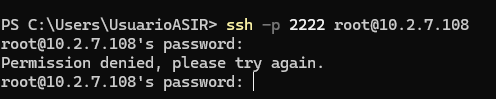 PS C:\Users\UsuarioASIR> ssh -p 2222 root@10.2.7.108
root@10.2.7.108's password:
Permission denied, please try again.
root@10.2.7.108's password: